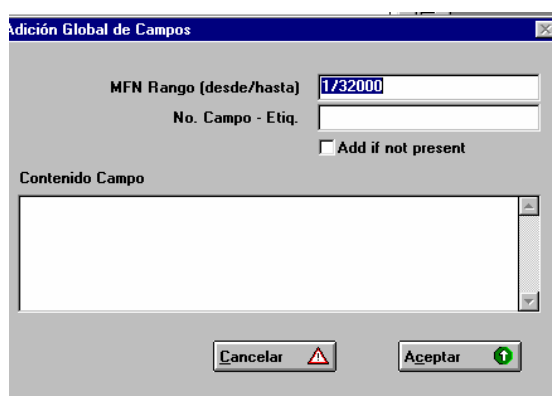 Adición Global de Campos
MFN Rango (desde/hasta) 1/32000
No. Campo - Etiq.
Add if not present
Contenido Campo
Cancelar Aceptar